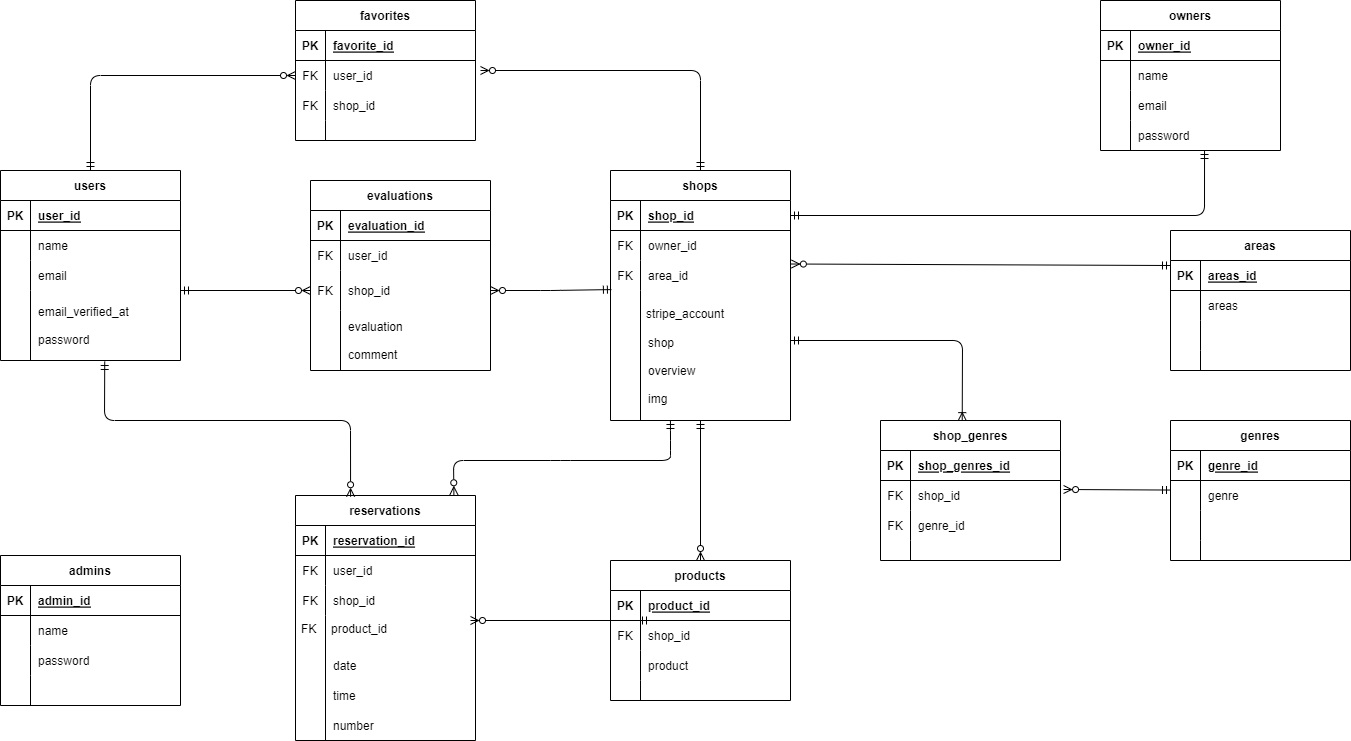 favorites
PK favorite_id
FK user_id
FK shop_id
owners
PK owner_id
name
email
password
users
PK user_id
name
email
email_verified_at
password
evaluations
PK evaluation_id
FK user_id
FK shop_id
evaluation
comment
shops
PK shop_id
FK owner_id
FK area_id
stripe_account
shop
overview
img
areas
PK areas_id
areas
shop_genres
PK shop_genres_id
FK shop_id
FK genre_id
genres
PK genre_id
genre
admins
PK admin_id
name
password
reservations
PK reservation_id
FK user_id
FK shop_id
FK product_id
date
time
number
products
PK product_id
FK shop_id
product